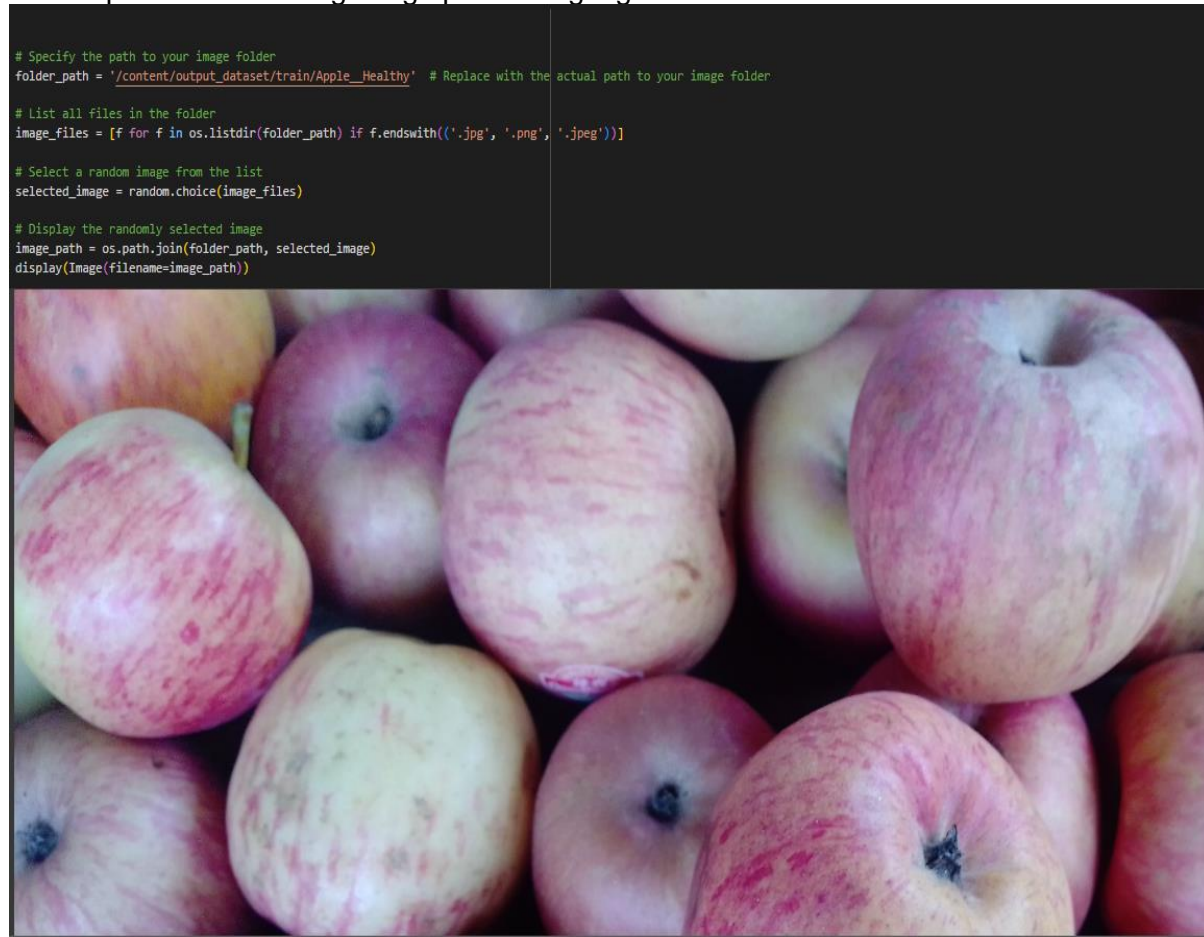 # Specify the path to your image folder
folder_path = '/content/output_dataset/train/Apple__Healthy'  # Replace with the actual path to your image folder
# List all files in the folder
image_files = [f for f in os.listdir(folder_path) if f.endswith(('.jpg', '.png', '.jpeg'))]
# Select a random image from the list
selected_image = random.choice(image_files)
# Display the randomly selected image
image_path = os.path.join(folder_path, selected_image)
display(Image(filename=image_path))